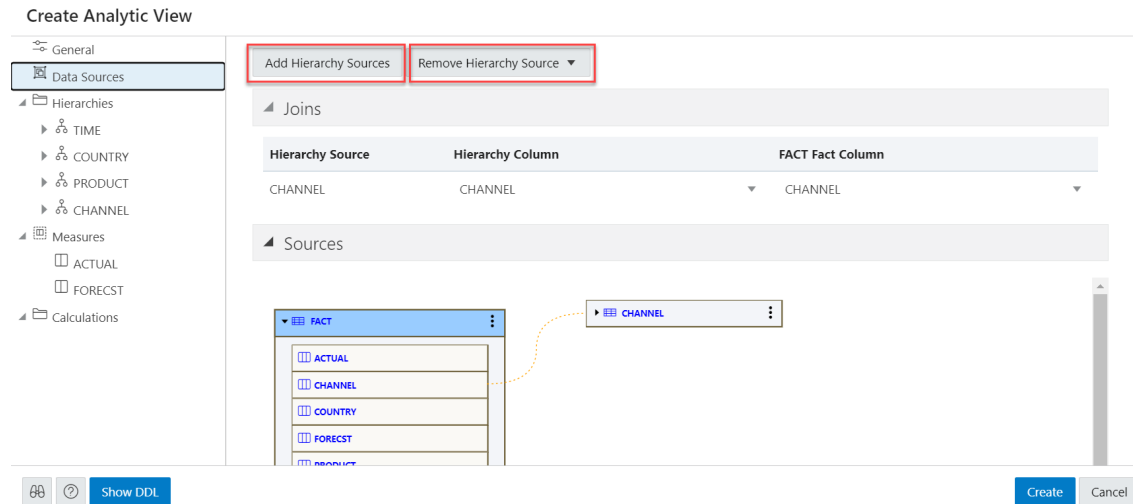 Create Analytic View
General
Data Sources
Hierarchies
TIME
COUNTRY
PRODUCT
CHANNEL
Measures
ACTUAL
FORECST
Calculations
Add Hierarchy Sources Remove Hierarchy Source
Joins
Hierarchy Source Hierarchy Column FACT Fact Column
CHANNEL CHANNEL CHANNEL
Sources
FACT CHANNEL
ACTUAL
CHANNEL
COUNTRY
FORECST
PRODUCT
Show DDL Create Cancel